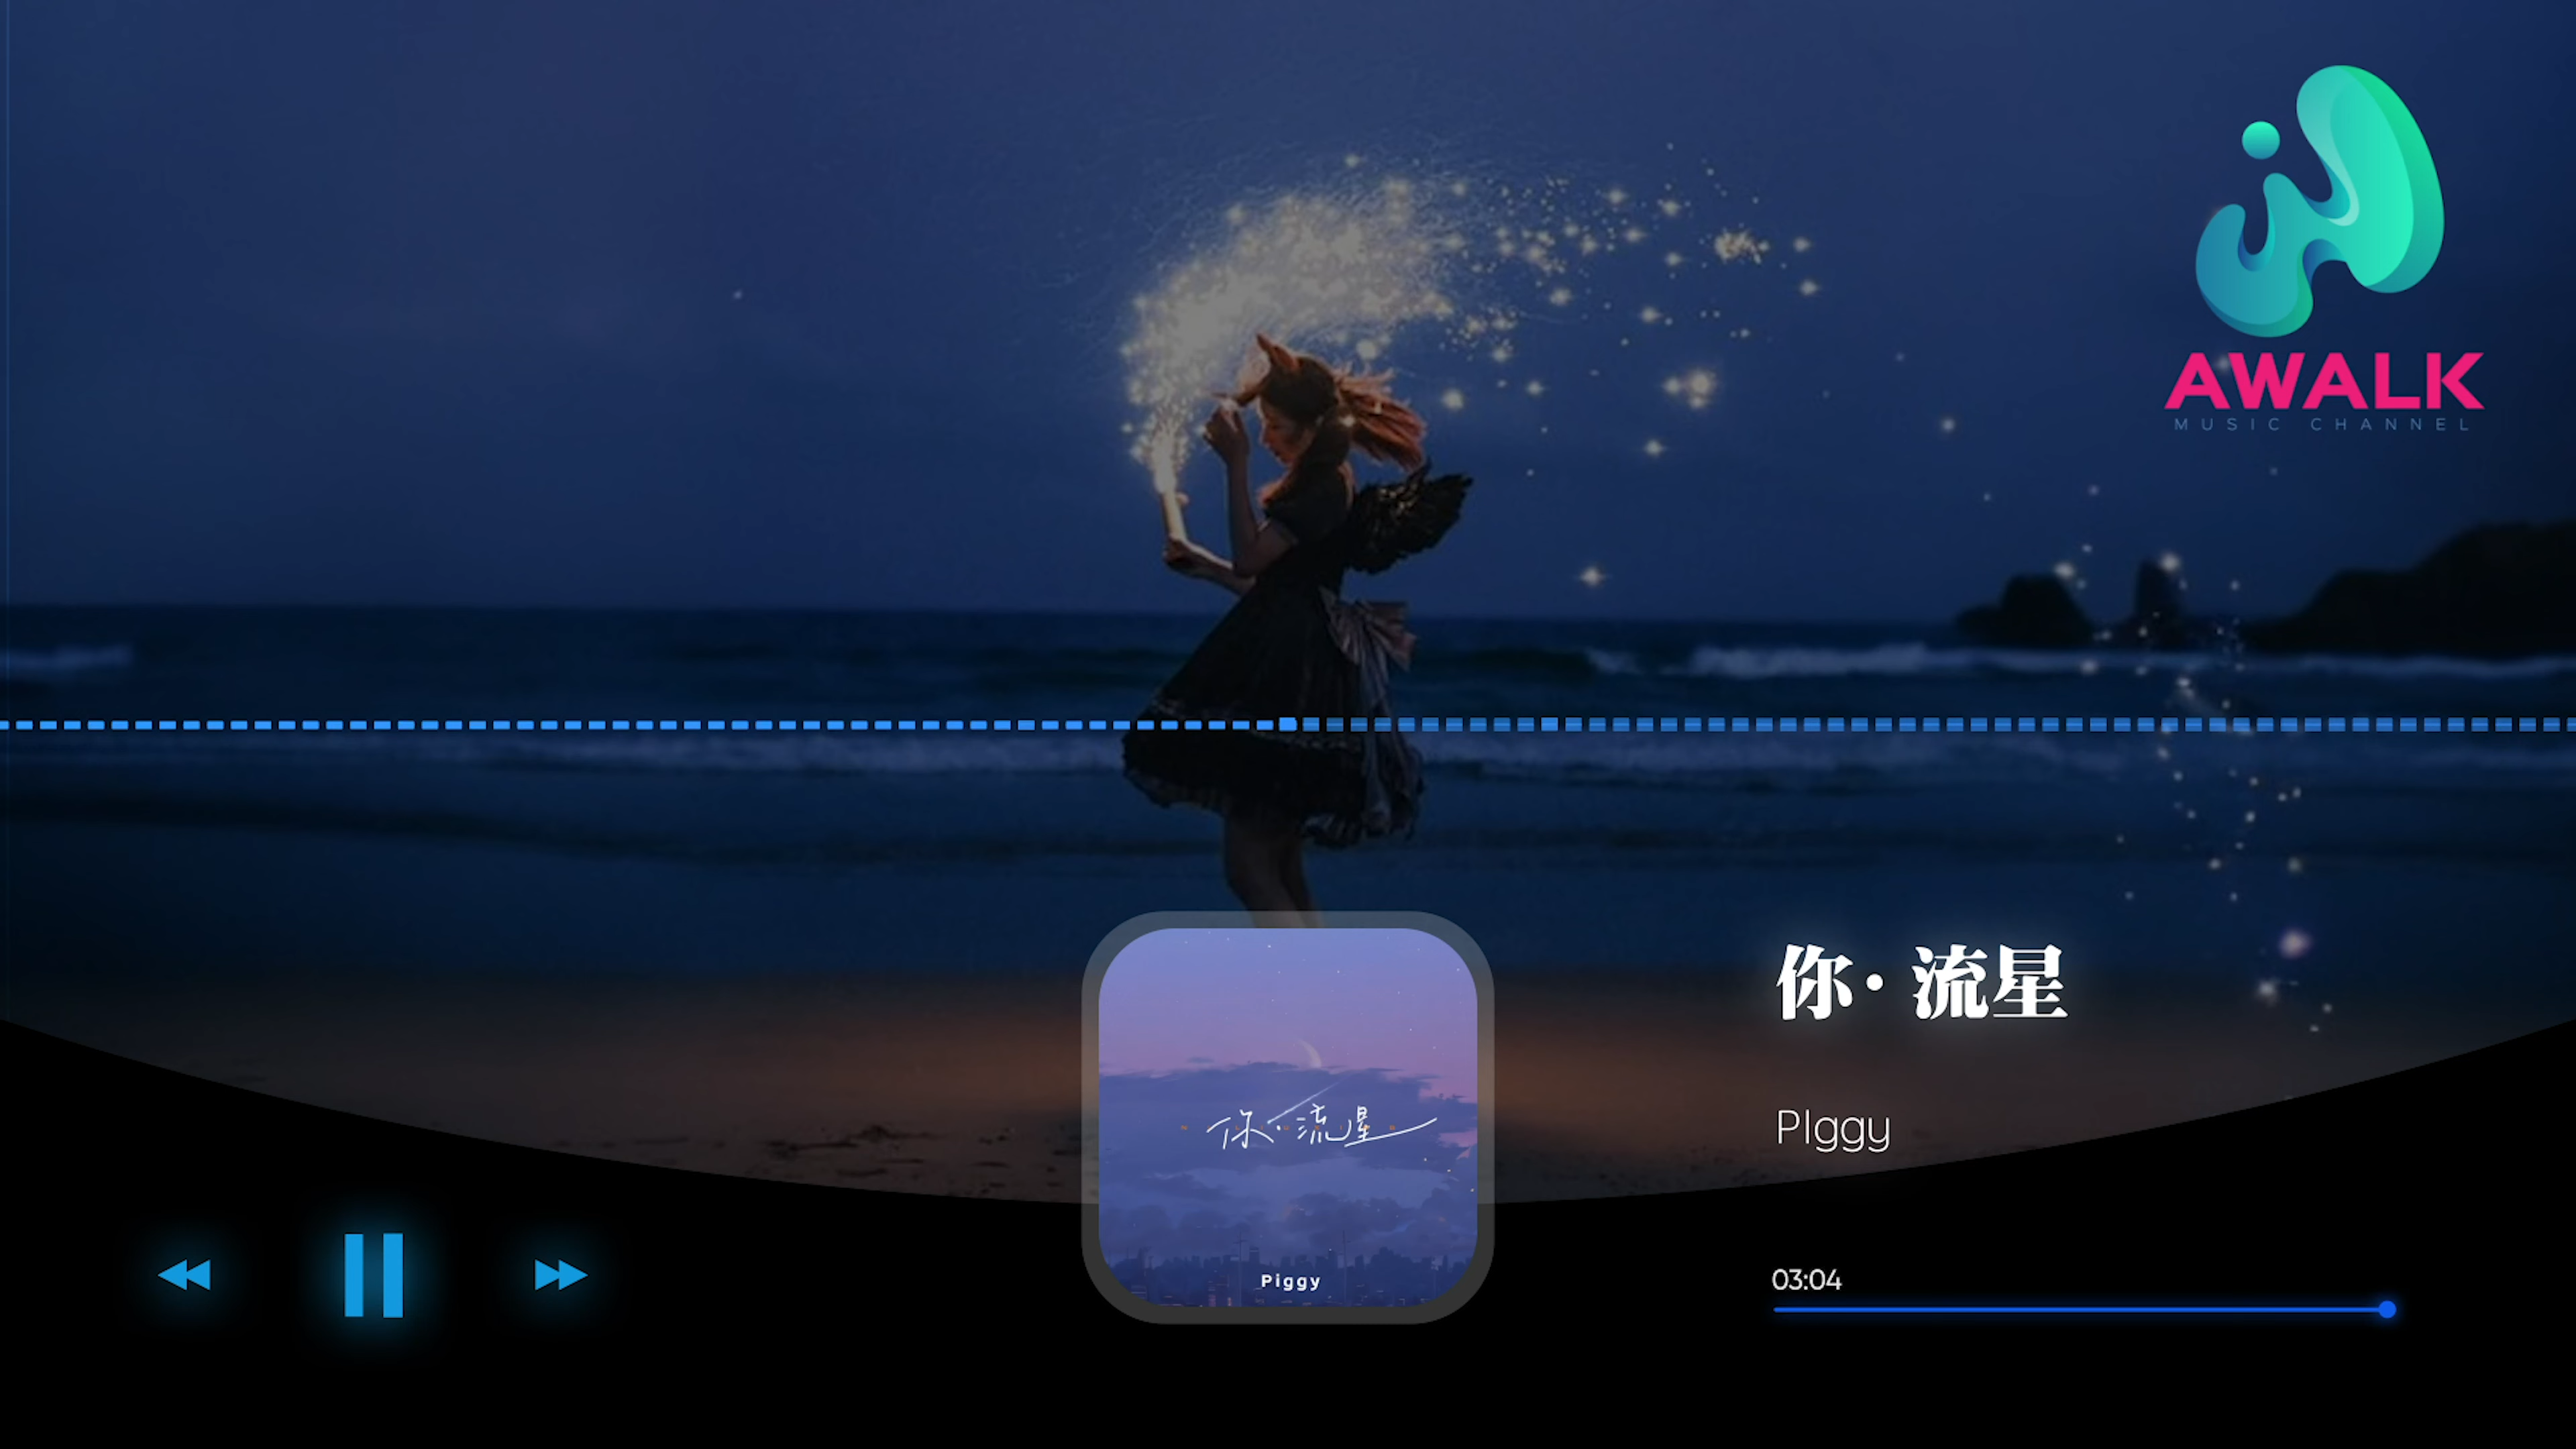 AWALK
MUSIC CHANNEL
你· 流星
PIggy
你·流星
Piggy
03:04